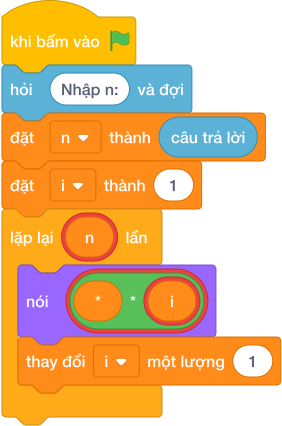 khi bấm vào
hỏi Nhập n: và đợi
đặt n thành câu trả lời
đặt i thành 1
lặp lại n lần
nói * * i
thay đổi i một lượng 1